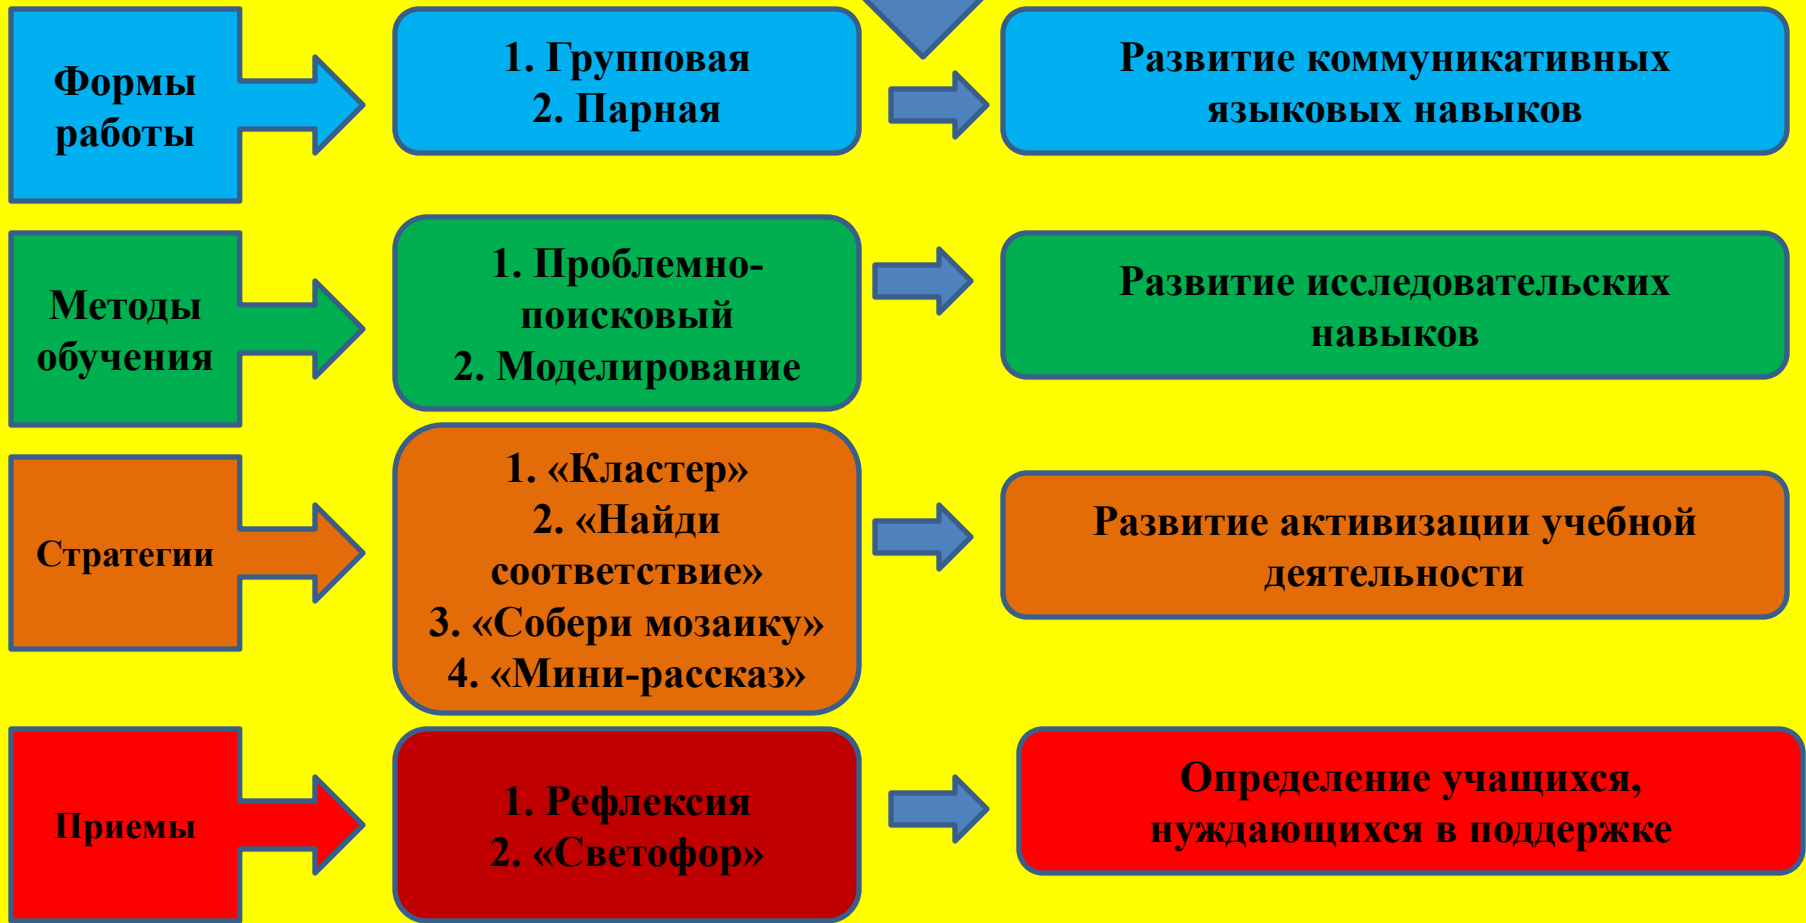 Формы
работы
1. Групповая
2. Парная
Развитие коммуникативных
языковых навыков
Методы
обучения
1. Проблемно-
поисковый
2. Моделирование
Развитие исследовательских
навыков
Стратегии
1. «Кластер»
2. «Найди
соответствие»
3. «Собери мозаику»
4. «Мини-рассказ»
Развитие активизации учебной
деятельности
Приемы
1. Рефлексия
2. «Светофор»
Определение учащихся,
нуждающихся в поддержке